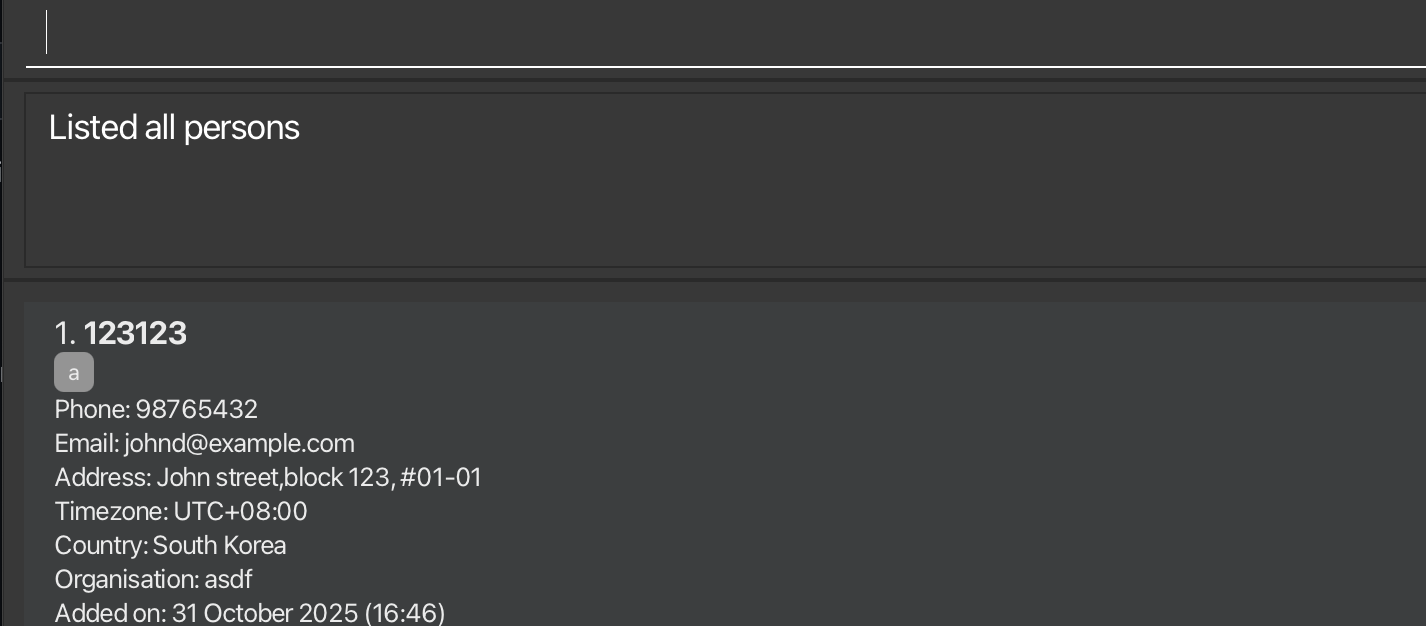 Listed all persons
1. 123123
a
Phone: 98765432
Email: johnd@example.com
Address: John street,block 123, #01-01
Timezone: UTC+08:00
Country: South Korea
Organisation: asdf
Added on: 31 October 2025 (16:46)